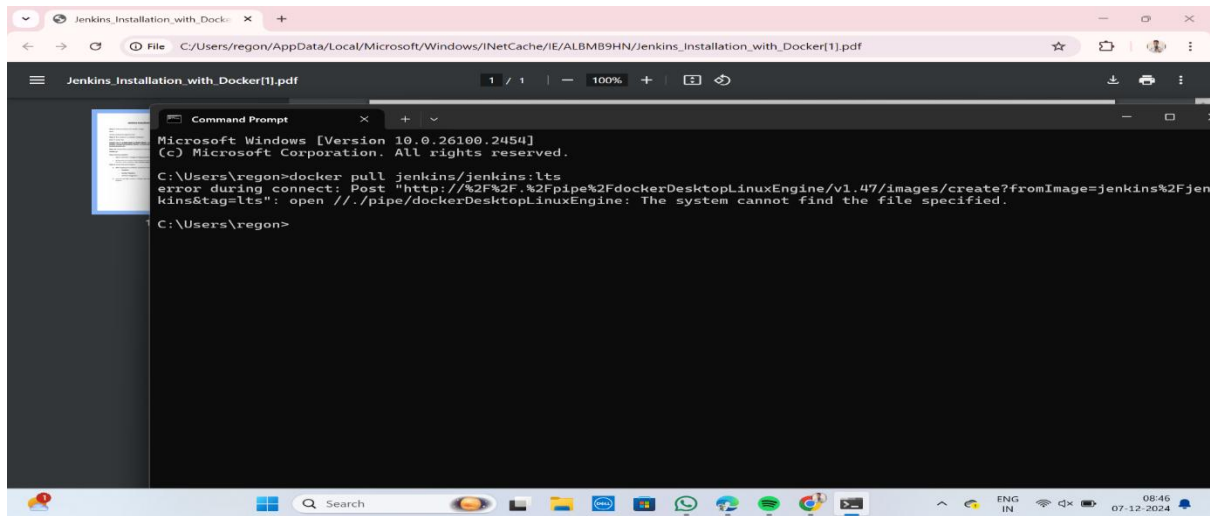 Jenkins_Installation_with_Docke
File C:/Users/regon/AppData/Local/Microsoft/Windows/INetCache/IE/ALBMB9HN/Jenkins_Installation_with_Docker[1].pdf
Jenkins_Installation_with_Docker[1].pdf 1 / 1 100%
Command Prompt
Microsoft Windows [Version 10.0.26100.2454]
(c) Microsoft Corporation. All rights reserved.
C:\Users\regon>docker pull jenkins/jenkins:lts
error during connect: Post "http://%2F%2F.%2Fpipe%2FdockerDesktopLinuxEngine/v1.47/images/create?fromImage=jenkins%2Fjen
kins&tag=lts": open //./pipe/dockerDesktopLinuxEngine: The system cannot find the file specified.
C:\Users\regon>
Search ENG 08:46
IN 07-12-2024